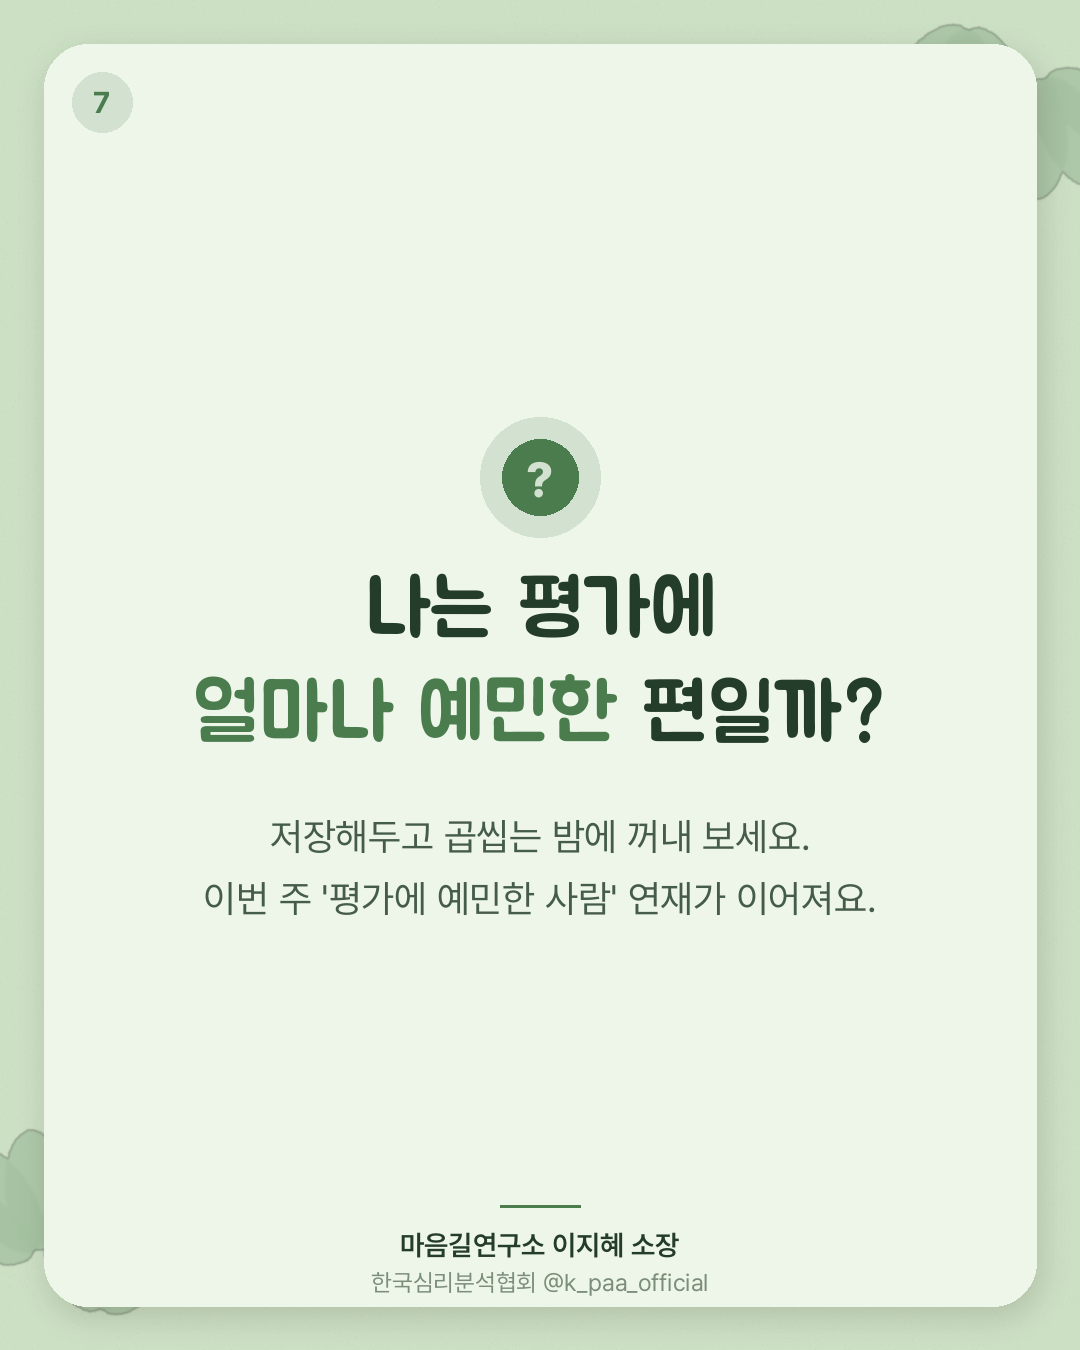 7
?
나는 평가에
얼마나 예민한 편일까?
저장해두고 곱씹는 밤에 꺼내 보세요.
이번 주 '평가에 예민한 사람' 연재가 이어져요.
마음길연구소 이지혜 소장
한국심리분석협회 @k_paa_official